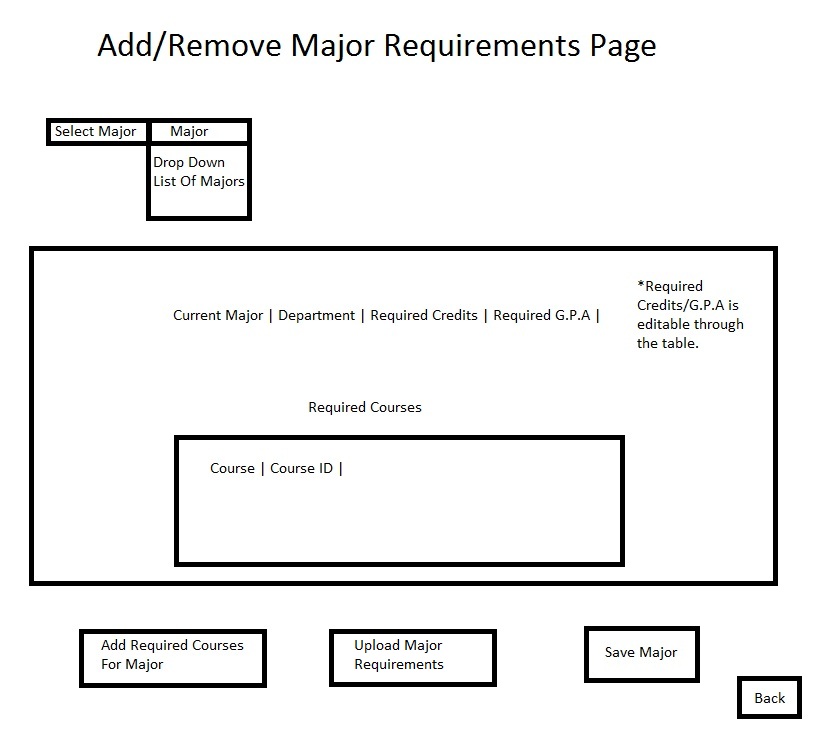 Add/Remove Major Requirements Page
Select Major
Major
Drop Down
List Of Majors
*Required
Credits/G.P.A is
editable through
the table.
Current Major | Department | Required Credits | Required G.P.A |
Required Courses
Course | Course ID |
Add Required Courses
For Major
Upload Major
Requirements
Save Major
Back